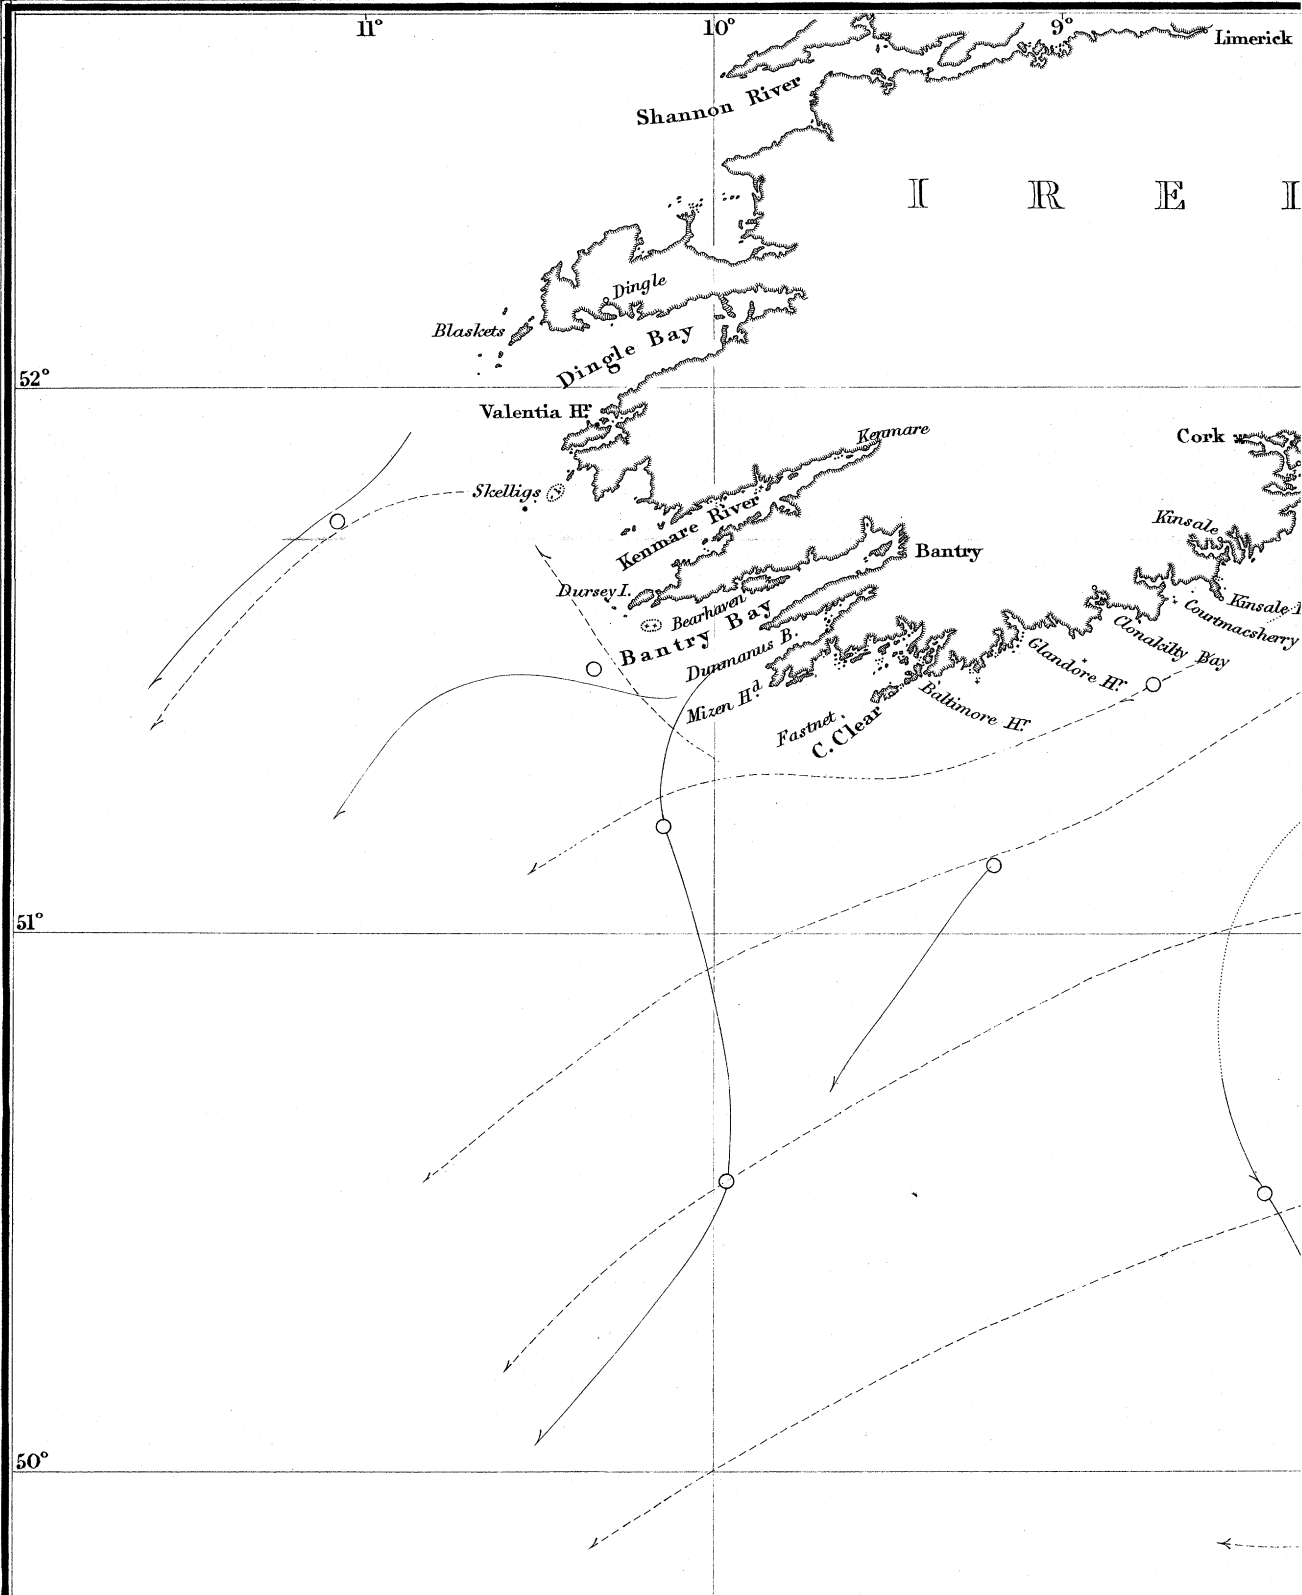 11° 10° 9°
Limerick
Shannon River
I R E
Dingle
Blaskets
Dingle Bay
52°
Valentia Hr.
Kenmare
Cork
Skelligs
Kenmare River
Kinsale
Bantry
Dursey I.
Bearhaven
Kinsale
Bantry Bay
Courtmacsherry
Clonakilty Bay
Dunmanus B.
Glandore Hr.
Mizen Hd.
Baltimore Hr.
Fastnet
C. Clear
51°
50°